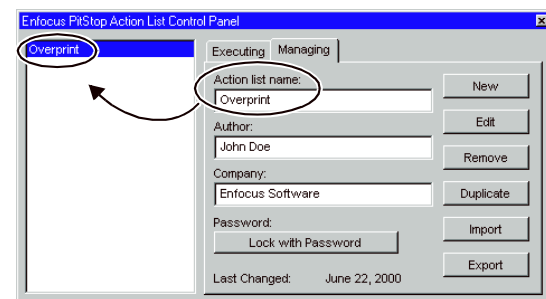 Enfocus PitStop Action List Control Panel
Overprint
Executing Managing
Action list name:
Overprint
Author:
John Doe
Company:
Enfocus Software
Password:
Lock with Password
Last Changed: June 22, 2000
New
Edit
Remove
Duplicate
Import
Export